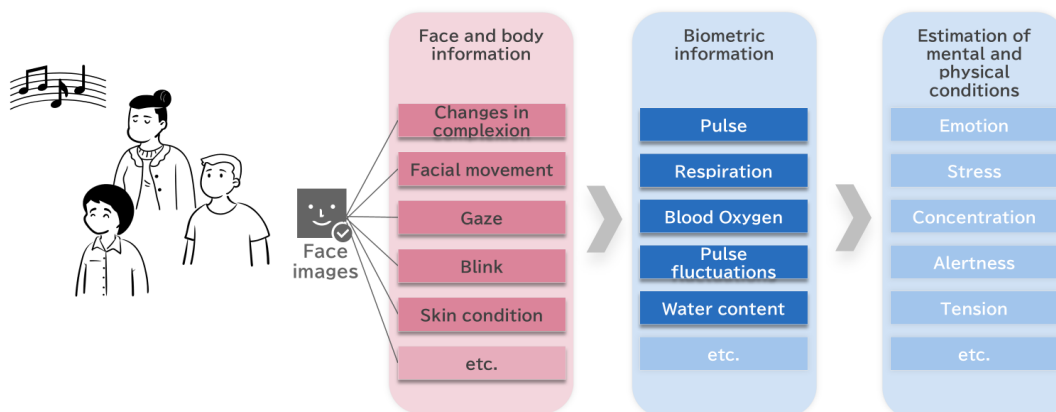 Face and body
information
Changes in
complexion
Facial movement
Gaze
Blink
Skin condition
etc.
Face
images
Biometric
information
Pulse
Respiration
Blood Oxygen
Pulse
fluctuations
Water content
etc.
Estimation of
mental and
physical
conditions
Emotion
Stress
Concentration
Alertness
Tension
etc.